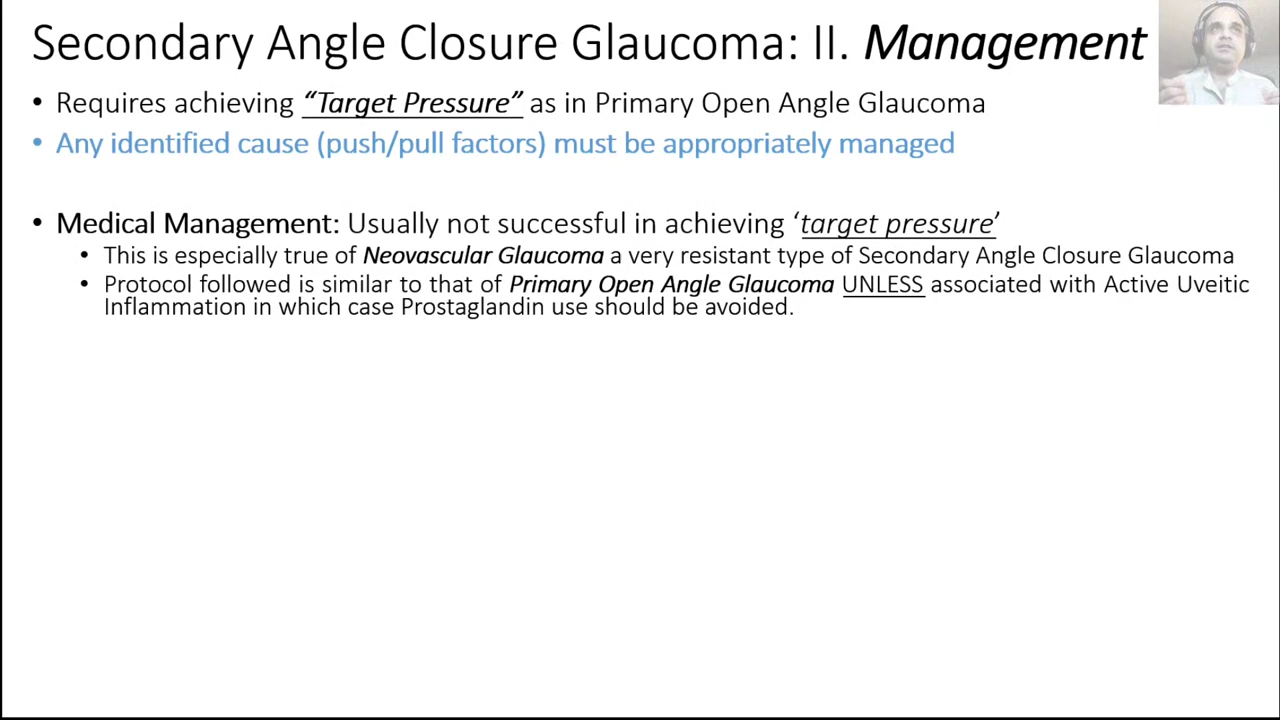 Secondary Angle Closure Glaucoma: II. Management
• Requires achieving “Target Pressure” as in Primary Open Angle Glaucoma
• Any identified cause (push/pull factors) must be appropriately managed
• Medical Management: Usually not successful in achieving ‘target pressure’
• This is especially true of Neovascular Glaucoma a very resistant type of Secondary Angle Closure Glaucoma
• Protocol followed is similar to that of Primary Open Angle Glaucoma UNLESS associated with Active Uveitic
Inflammation in which case Prostaglandin use should be avoided.